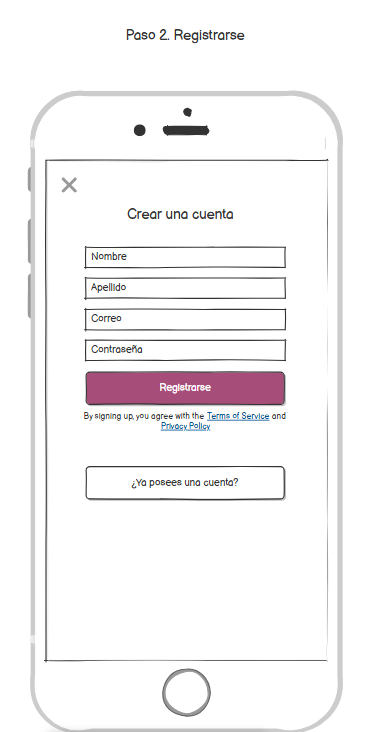 Paso 2. Registrarse
Crear una cuenta
Nombre
Apellido
Correo
Contraseña
Registrarse
By signing up, you agree with the Terms of Service and
Privacy Policy
¿Ya posees una cuenta?